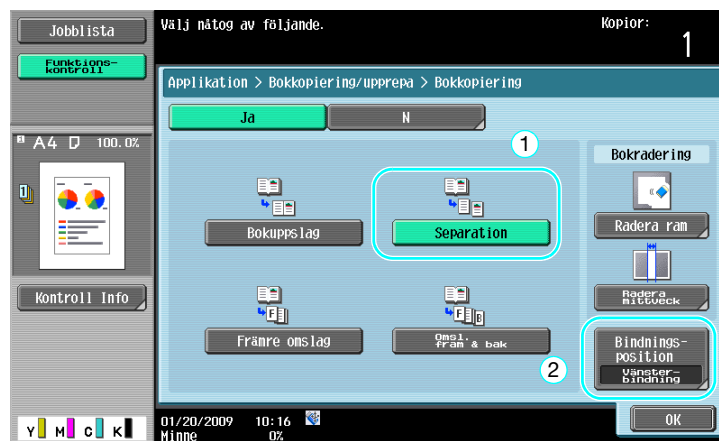 Jobblista
Funktions-
kontroll
Välj nåtog av följande.
Kopior:
1
Applikation > Bokkopiering/upprepa > Bokkopiering
Ja
N
A4 100.0%
1
Bokradering
Bokuppslag
Separation
Radera ram
Kontroll Info
Radera
mittveck
Främre omslag
Omsl.
fram & bak
F
F
B
2
Bindnings-
position
Vänster-
bindning
OK
Y M C K
01/20/2009 10:16
Minne 0%